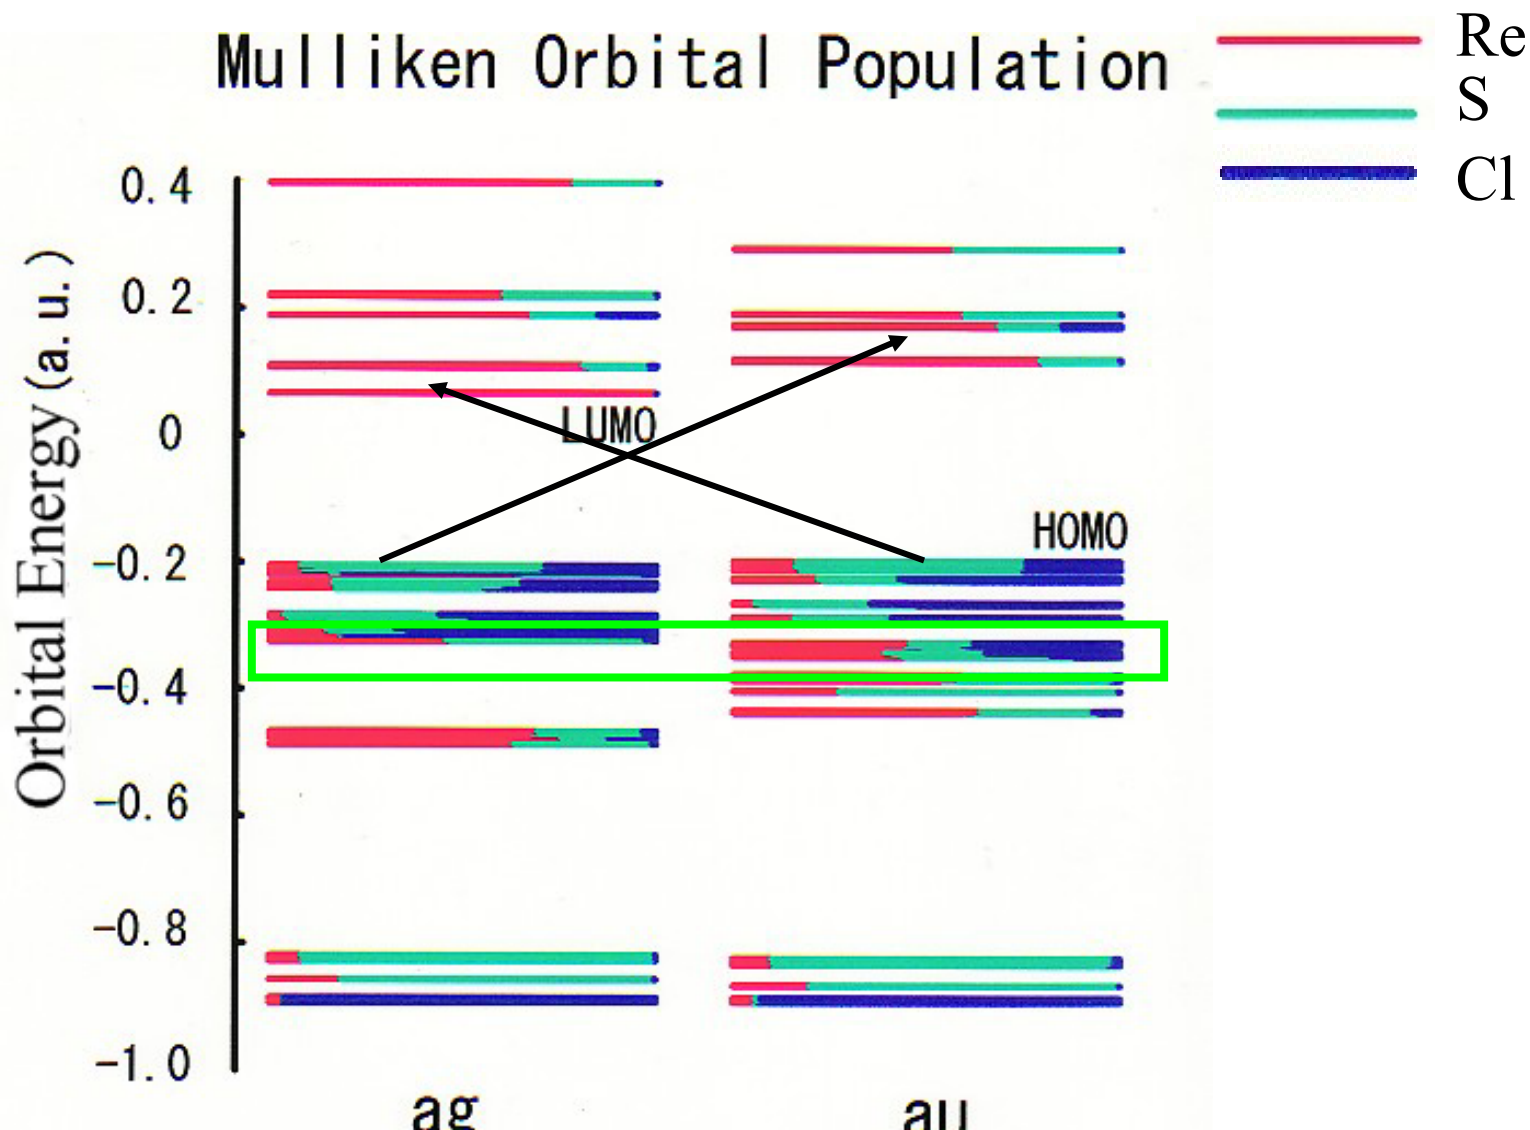 Mulliken Orbital Population
Re
S
Cl
Orbital Energy (a.u.)
0.4
0.2
0
-0.2
-0.4
-0.6
-0.8
-1.0
LUMO
HOMO
ag
au